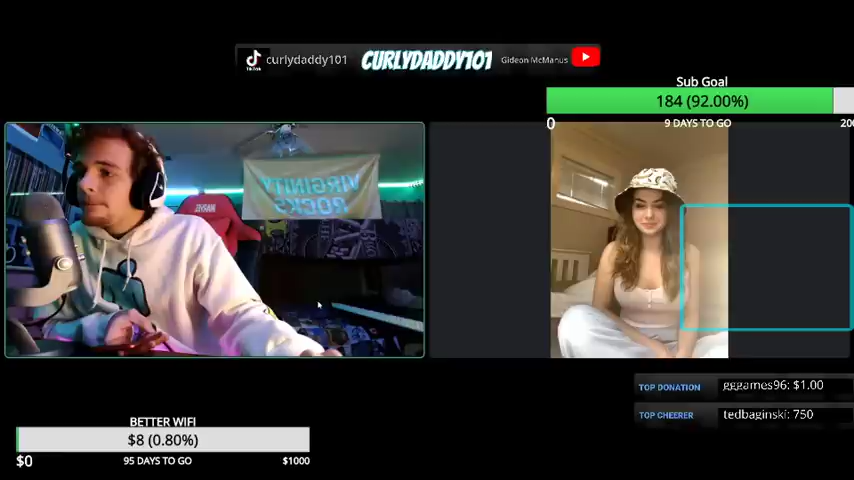 curlydaddy101 CURLYDADDY101 Gideon McManus
Sub Goal
184 (92.00%)
0 9 DAYS TO GO 200
VIRGINITY
ROCKS
TOP DONATION gggames96: $1.00
TOP CHEERER tedbaginski: 750
BETTER WIFI
$8 (0.80%)
$0 95 DAYS TO GO $1000